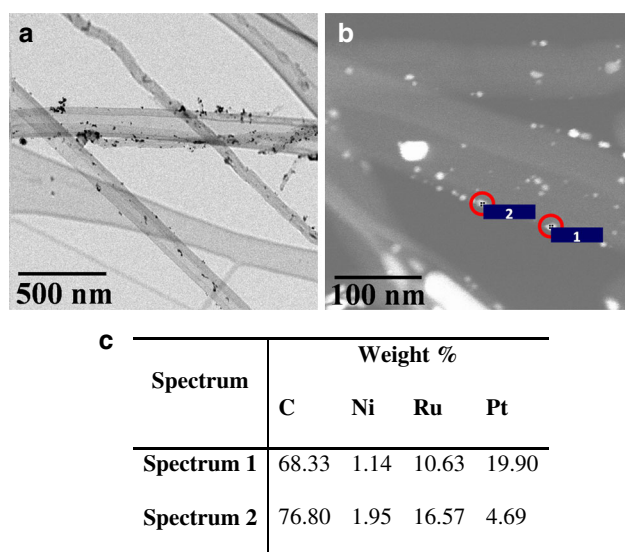 a
b
500 nm
2
1
100 nm
c
Weight %
Spectrum
C Ni Ru Pt
Spectrum 1 68.33 1.14 10.63 19.90
Spectrum 2 76.80 1.95 16.57 4.69